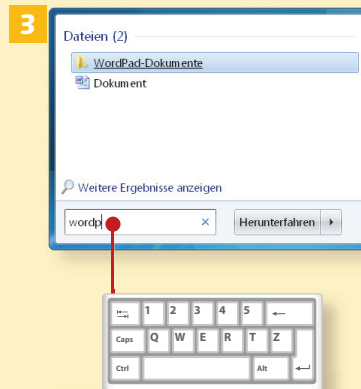 3
Dateien (2)
WordPad-Dokumente
Dokument
Weitere Ergebnisse anzeigen
wordp × Herunterfahren
1 2 3 4 5
Caps Q W E R T Z
Ctrl Alt